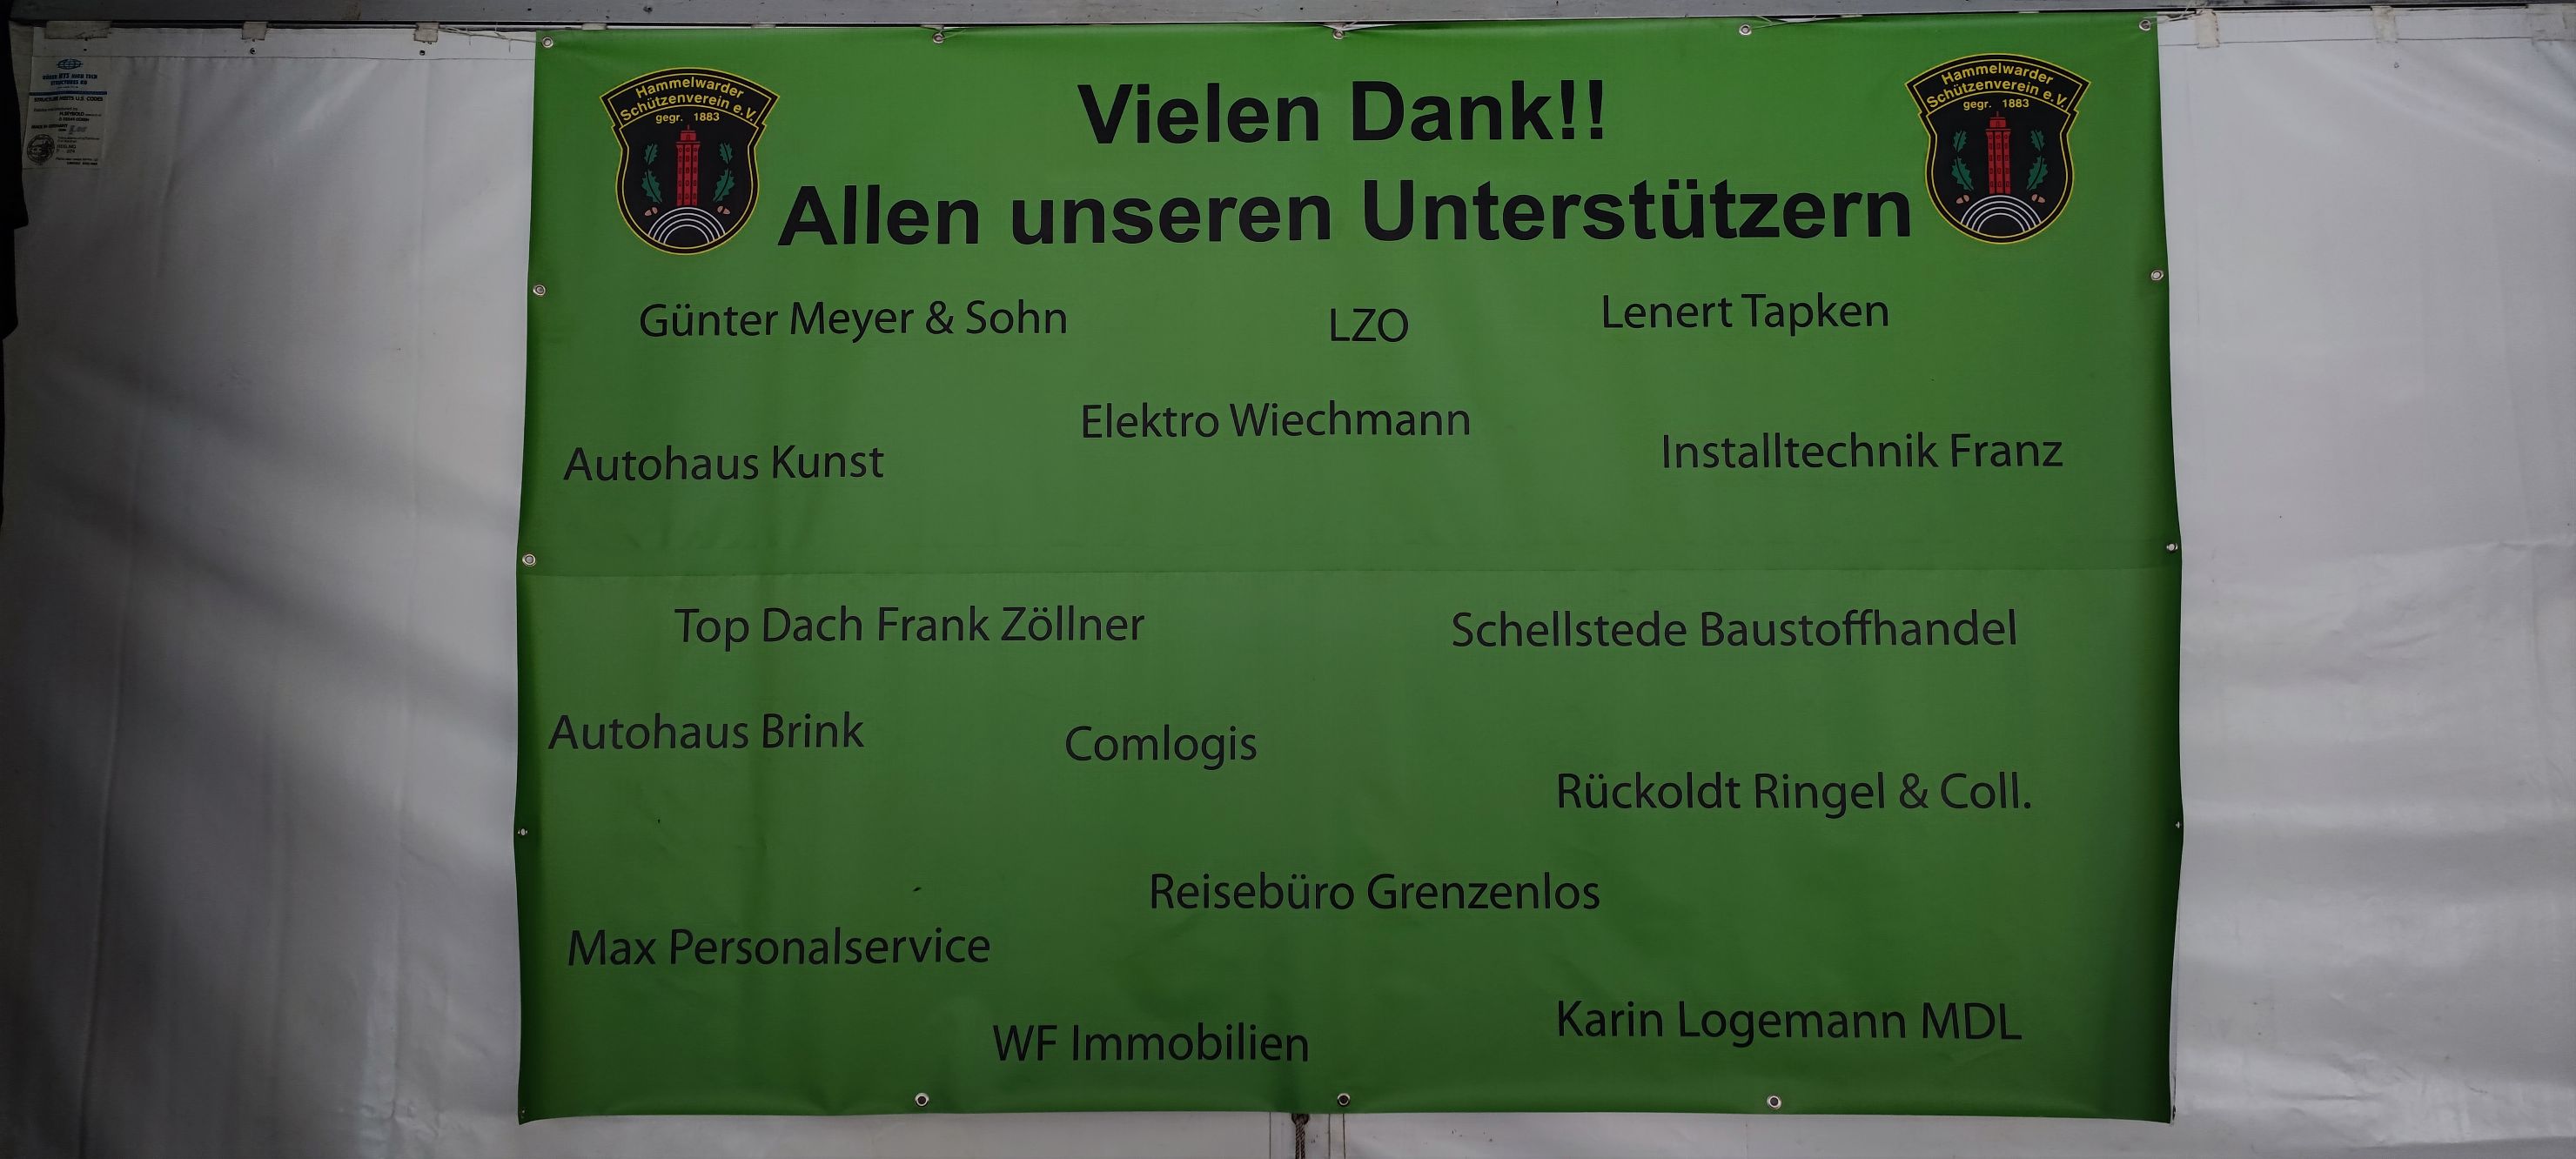 Hammelwarder
Schützenverein e.V.
gegr. 1883
Vielen Dank!!
Allen unseren Unterstützern
Hammelwarder
Schützenverein e.V.
gegr. 1883
Günter Meyer & Sohn
LZO
Lenert Tapken
Elektro Wiechmann
Autohaus Kunst
Installtechnik Franz
Top Dach Frank Zöllner
Schellstede Baustoffhandel
Autohaus Brink
Comlogis
Rückoldt Ringel & Coll.
Reisebüro Grenzenlos
Max Personalservice
Karin Logemann MDL
WF Immobilien